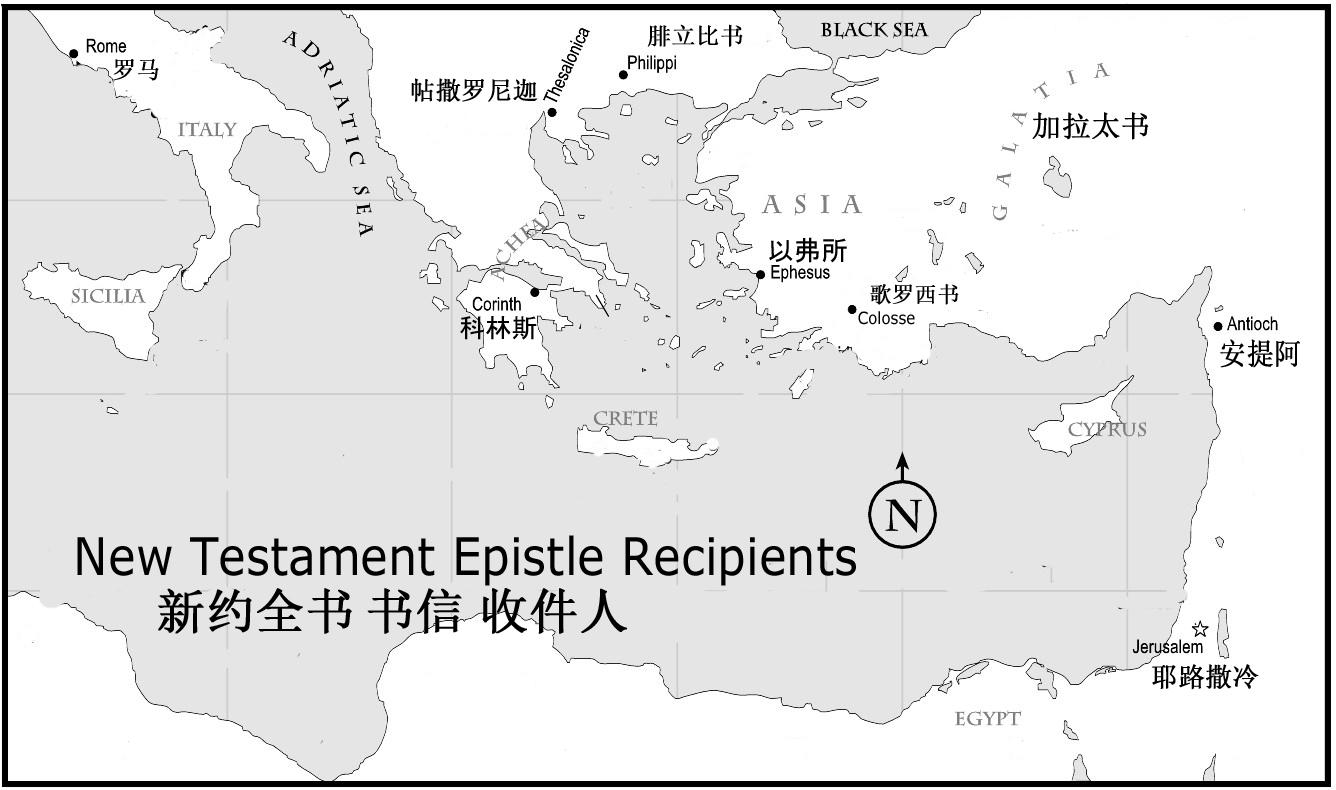 BLACK SEA
腓立比书
Philippi
Rome
罗马
ADRIATIC SEA
Thesalonica
帖撒罗尼迦
GALATIA
加拉太书
ITALY
ASIA
ACHEA
以弗所
Ephesus
SICILIA
歌罗西书
Colosse
Corinth
科林斯
Antioch
安提阿
CRETE
CYPRUS
N
New Testament Epistle Recipients
新约全书 书信 收件人
Jerusalem
耶路撒冷
EGYPT